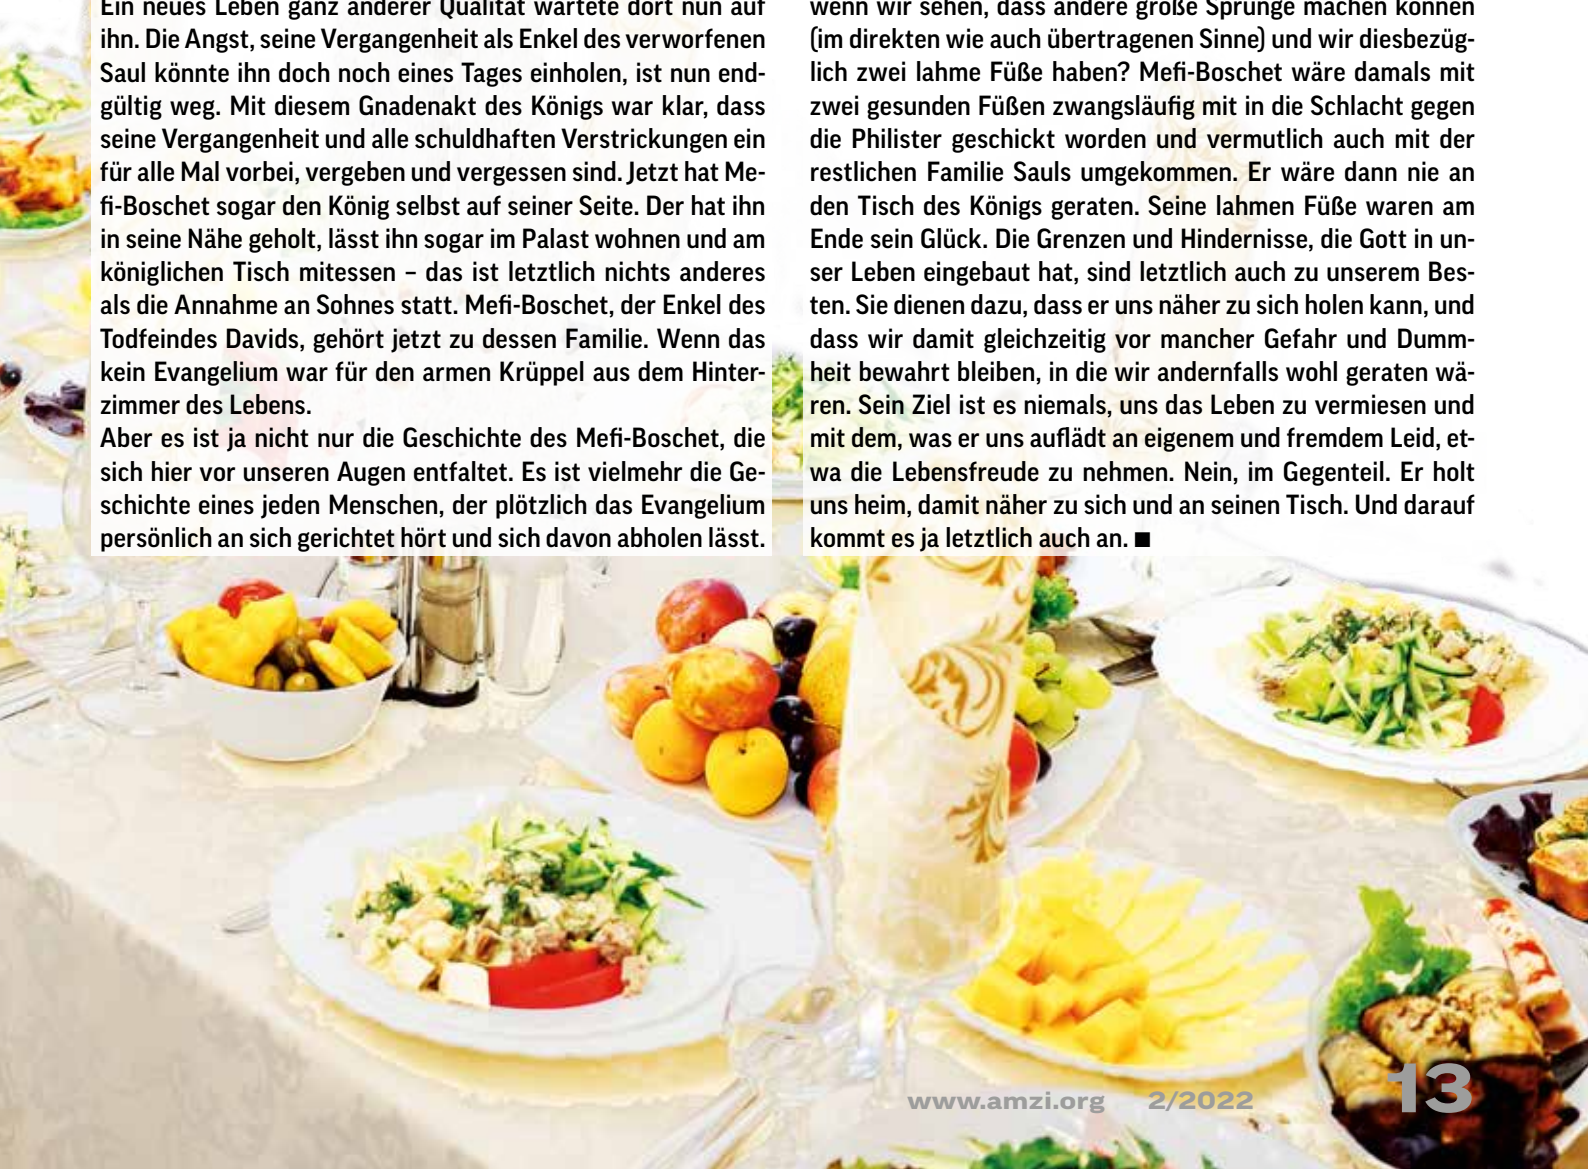 Ein neues Leben ganz anderer Qualität wartete dort nun auf
ihn. Die Angst, seine Vergangenheit als Enkel des verworfenen
Saul könnte ihn doch noch eines Tages einholen, ist nun end-
gültig weg. Mit diesem Gnadenakt des Königs war klar, dass
seine Vergangenheit und alle schuldhaften Verstrickungen ein
für alle Mal vorbei, vergeben und vergessen sind. Jetzt hat Me-
fi-Boschet sogar den König selbst auf seiner Seite. Der hat ihn
in seine Nähe geholt, lässt ihn sogar im Palast wohnen und am
königlichen Tisch mitessen – das ist letztlich nichts anderes
als die Annahme an Sohnes statt. Mefi-Boschet, der Enkel des
Todfeindes Davids, gehört jetzt zu dessen Familie. Wenn das
kein Evangelium war für den armen Krüppel aus dem Hinter-
zimmer des Lebens.
Aber es ist ja nicht nur die Geschichte des Mefi-Boschet, die
sich hier vor unseren Augen entfaltet. Es ist vielmehr die Ge-
schichte eines jeden Menschen, der plötzlich das Evangelium
persönlich an sich gerichtet hört und sich davon abholen lässt.
wenn wir sehen, dass andere große Sprünge machen können
(im direkten wie auch übertragenen Sinne) und wir diesbezüg-
lich zwei lahme Füße haben? Mefi-Boschet wäre damals mit
zwei gesunden Füßen zwangsläufig mit in die Schlacht gegen
die Philister geschickt worden und vermutlich auch mit der
restlichen Familie Sauls umgekommen. Er wäre dann nie an
den Tisch des Königs geraten. Seine lahmen Füße waren am
Ende sein Glück. Die Grenzen und Hindernisse, die Gott in un-
ser Leben eingebaut hat, sind letztlich auch zu unserem Bes-
ten. Sie dienen dazu, dass er uns näher zu sich holen kann, und
dass wir damit gleichzeitig vor mancher Gefahr und Dumm-
heit bewahrt bleiben, in die wir andernfalls wohl geraten wä-
ren. Sein Ziel ist es niemals, uns das Leben zu vermiesen und
mit dem, was er uns auflädt an eigenem und fremdem Leid, et-
wa die Lebensfreude zu nehmen. Nein, im Gegenteil. Er holt
uns heim, damit näher zu sich und an seinen Tisch. Und darauf
kommt es ja letztlich auch an. ■
www.amzi.org 2/2022 13